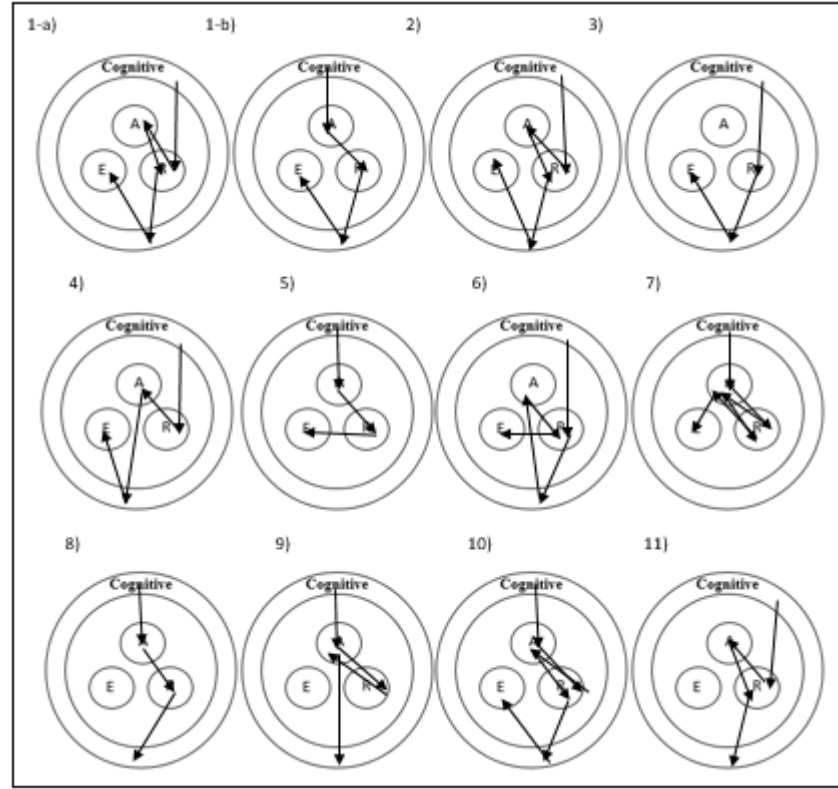 1-a) 1-b) 2) 3)
Cognitive Cognitive Cognitive Cognitive
A A A A
E R E R E R E R
4) 5) 6) 7)
Cognitive Cognitive Cognitive Cognitive
A A
E R E E R E
8) 9) 10) 11)
Cognitive Cognitive Cognitive Cognitive
A A A
E E R E R E R